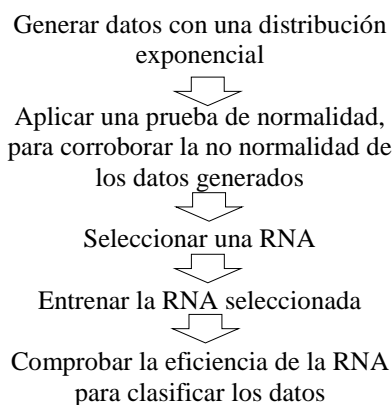 Generar datos con una distribución
exponencial
Aplicar una prueba de normalidad,
para corroborar la no normalidad de
los datos generados
Seleccionar una RNA
Entrenar la RNA seleccionada
Comprobar la eficiencia de la RNA
para clasificar los datos